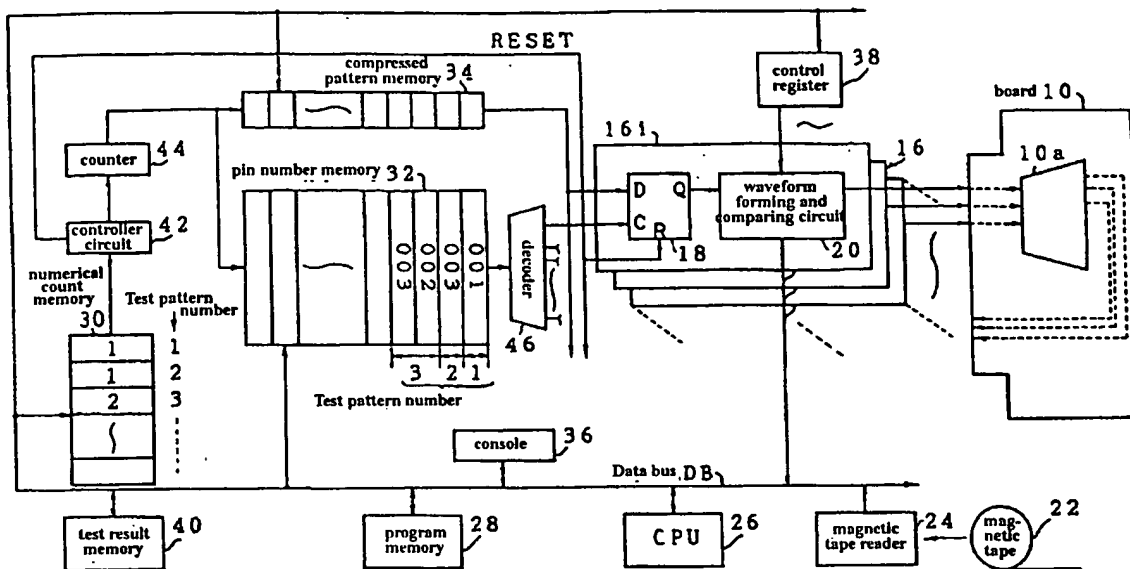 RESET
compressed
pattern memory 34
control
register
38
board 10
counter
44
16i
16
10a
pin number memory 32
controller
circuit
42
D Q
C
R
18
waveform
forming and
comparing circuit
20
decoder
46
003
002
003
001
numerical
count memory
30
Test pattern
number
1 1
1 2
2 3
3 2 1
Test pattern number
console
36
Data bus DB
test result
memory
40
program
memory
28
CPU
26
magnetic
tape reader
24
mag-
netic
tape
22